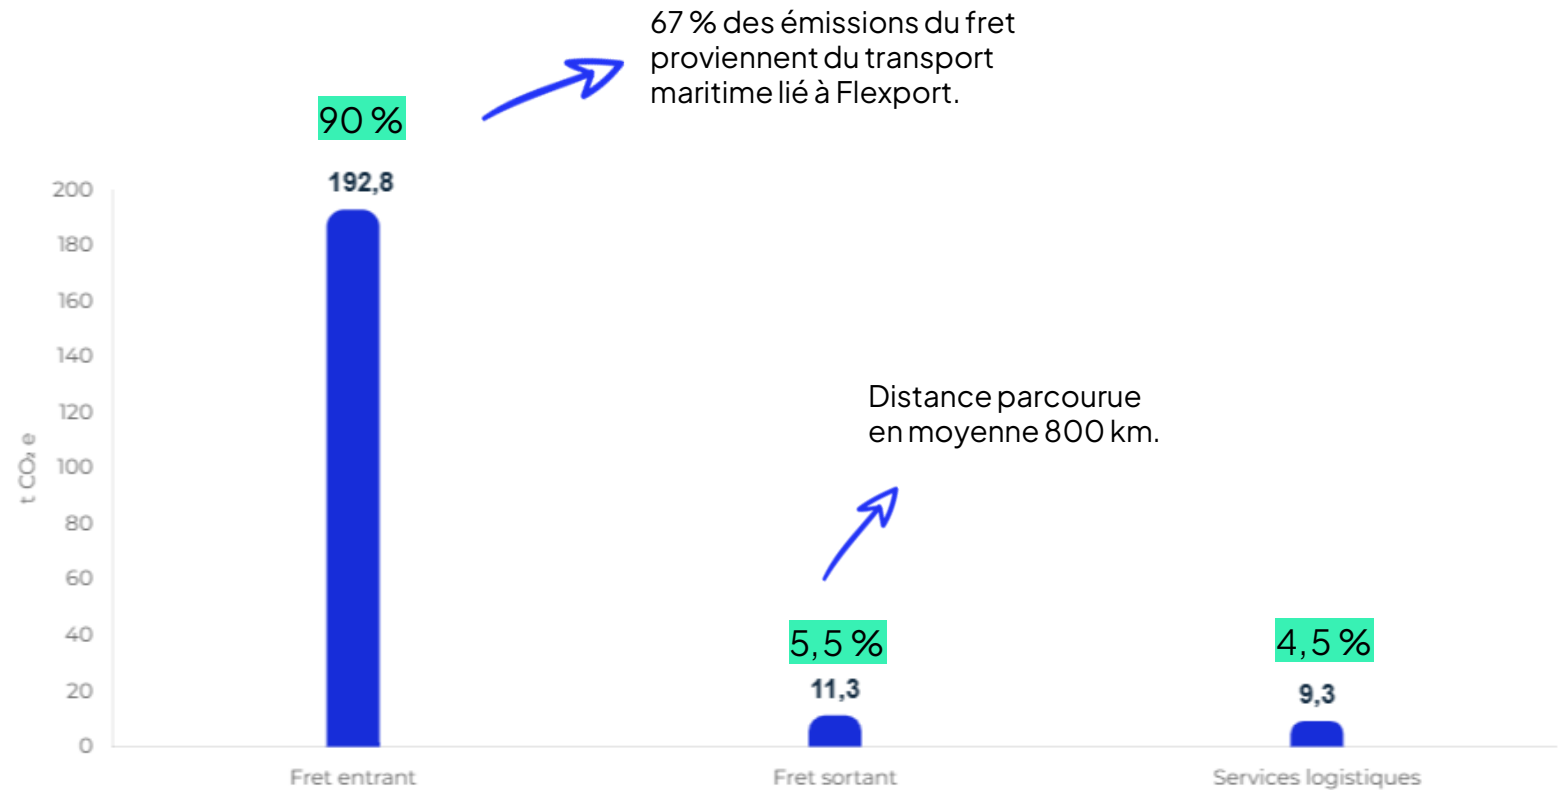 67 % des émissions du fret
proviennent du transport
maritime lié à Flexport.
90 %
192,8
200
180
160
140
120
100
80
60
40
20
0
t CO₂ e
Distance parcourue
en moyenne 800 km.
5,5 %
11,3
4,5 %
9,3
Fret entrant
Fret sortant
Services logistiques